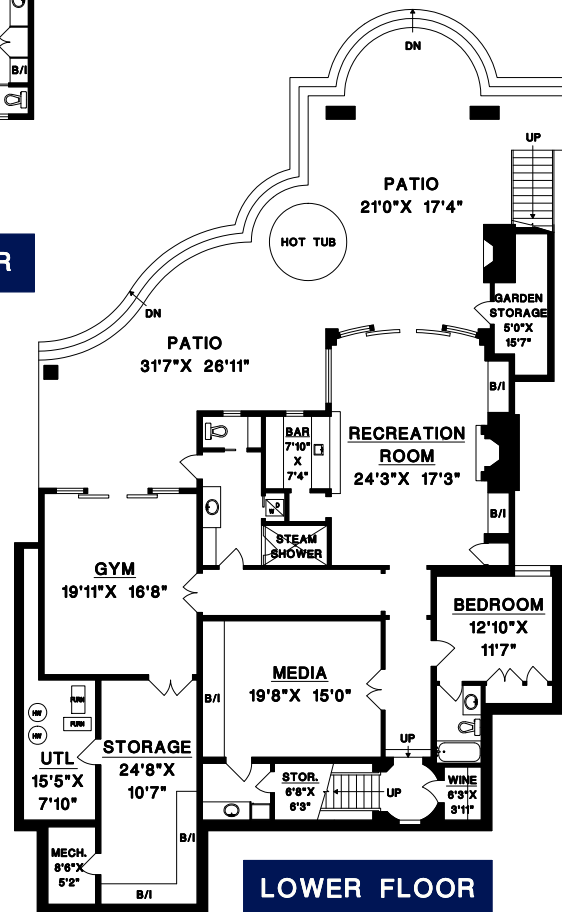 B/I
R
DN
UP
PATIO
21'0"X 17'4"
HOT TUB
GARDEN
STORAGE
5'0"X
15'7"
DN
PATIO
31'7"X 26'11"
B/I
BAR
7'10"
X
7'4"
RECREATION
ROOM
24'3"X 17'3"
B/I
W D
STEAM
SHOWER
GYM
19'11"X 16'8"
BEDROOM
12'10"X
11'7"
MEDIA
19'8"X 15'0"
B/I
FURN
FURN
HW
HW
UTL
15'5"X
7'10"
STORAGE
24'8"X
10'7"
UP
STOR.
6'8"X
6'3"
UP
WINE
6'3"X
3'11"
MECH.
8'6"X
5'2"
B/I
B/I
LOWER FLOOR